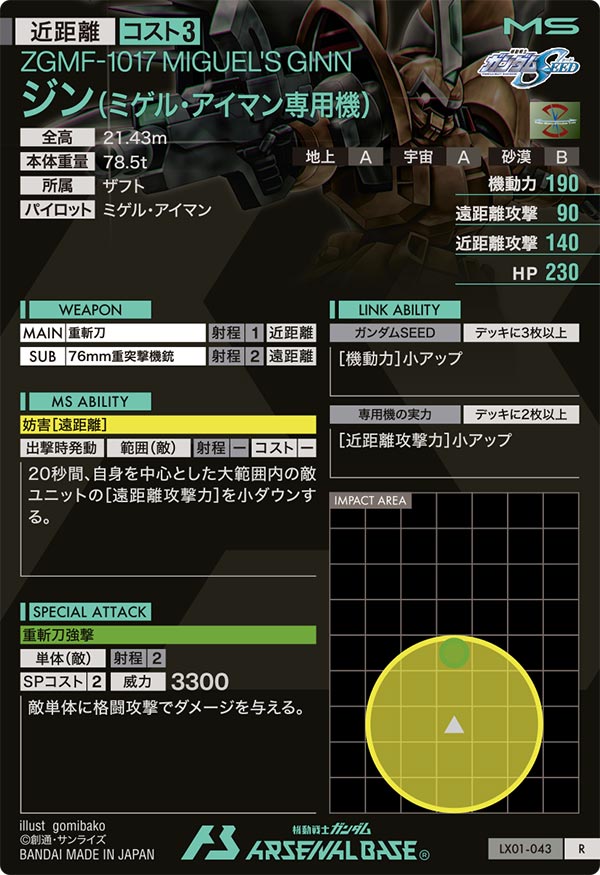 近距離 コスト3 MS
ZGMF-1017 MIGUEL'S GINN
機動戦士
ガンダムSEED
ジン(ミゲル・アイマン専用機)
全高 21.43m
本体重量 78.5t
所属 ザフト
パイロット ミゲル・アイマン
地上 A 宇宙 A 砂漠 B
機動力 190
遠距離攻撃 90
近距離攻撃 140
HP 230
WEAPON
MAIN 重斬刀 射程 1 近距離
SUB 76mm重突撃機銃 射程 2 遠距離
MS ABILITY
妨害[遠距離]
出撃時発動 範囲(敵) 射程 ー コスト ー
20秒間、自身を中心とした大範囲内の敵
ユニットの[遠距離攻撃力]を小ダウンす
る。
SPECIAL ATTACK
重斬刀強撃
単体(敵) 射程 2
SPコスト 2 威力 3300
敵単体に格闘攻撃でダメージを与える。
LINK ABILITY
ガンダムSEED デッキに3枚以上
[機動力]小アップ
専用機の実力 デッキに2枚以上
[近距離攻撃力]小アップ
IMPACT AREA
illust gomibako
©創通・サンライズ
BANDAI MADE IN JAPAN
機動戦士ガンダム
ARSENAL BASE®
LX01-043 R